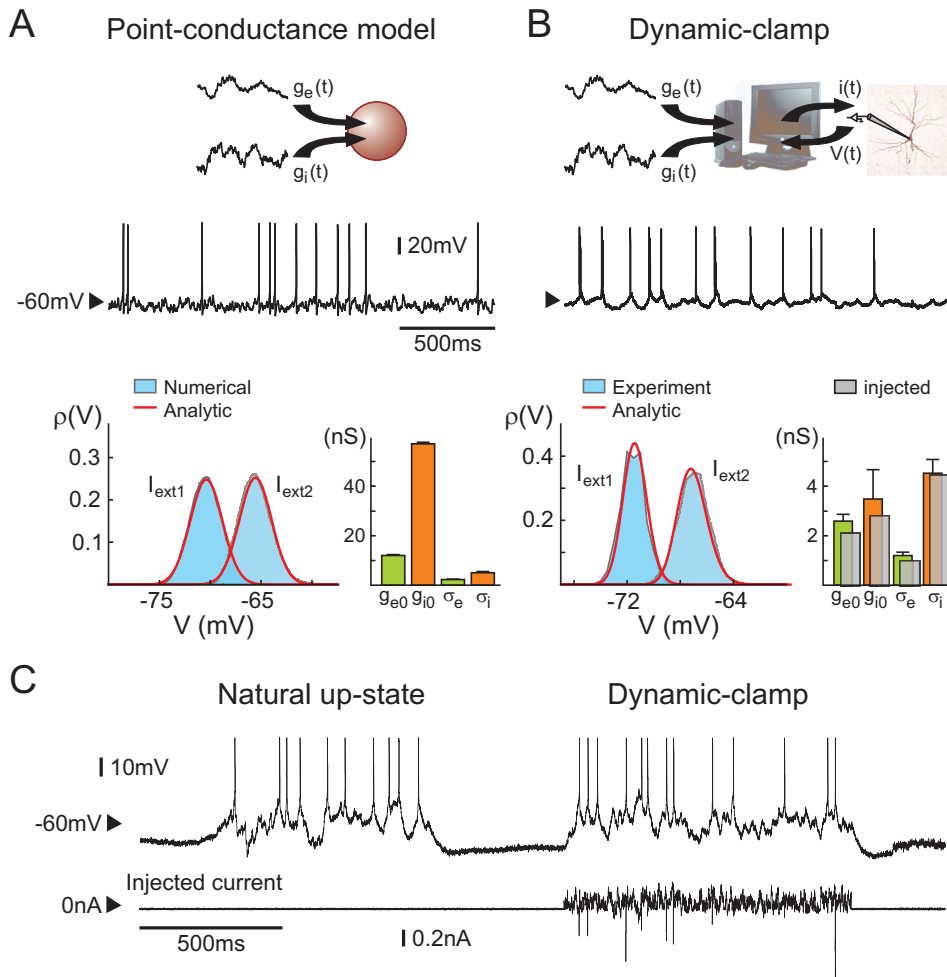 A
Point-conductance model
g_e(t)
g_i(t)
20mV
-60mV
500ms
Numerical
Analytic
ρ(V)
0.3
0.2
0.1
I_ext1
I_ext2
-75
-65
V (mV)
(nS)
60
20
g_e0
g_i0
σ_e
σ_i
B
Dynamic-clamp
g_e(t)
g_i(t)
i(t)
V(t)
Experiment
Analytic
injected
ρ(V)
0.4
0.2
I_ext1
I_ext2
-72
-64
V (mV)
(nS)
4
2
g_e0
g_i0
σ_e
σ_i
C
Natural up-state
Dynamic-clamp
10mV
-60mV
Injected current
0nA
500ms
0.2nA